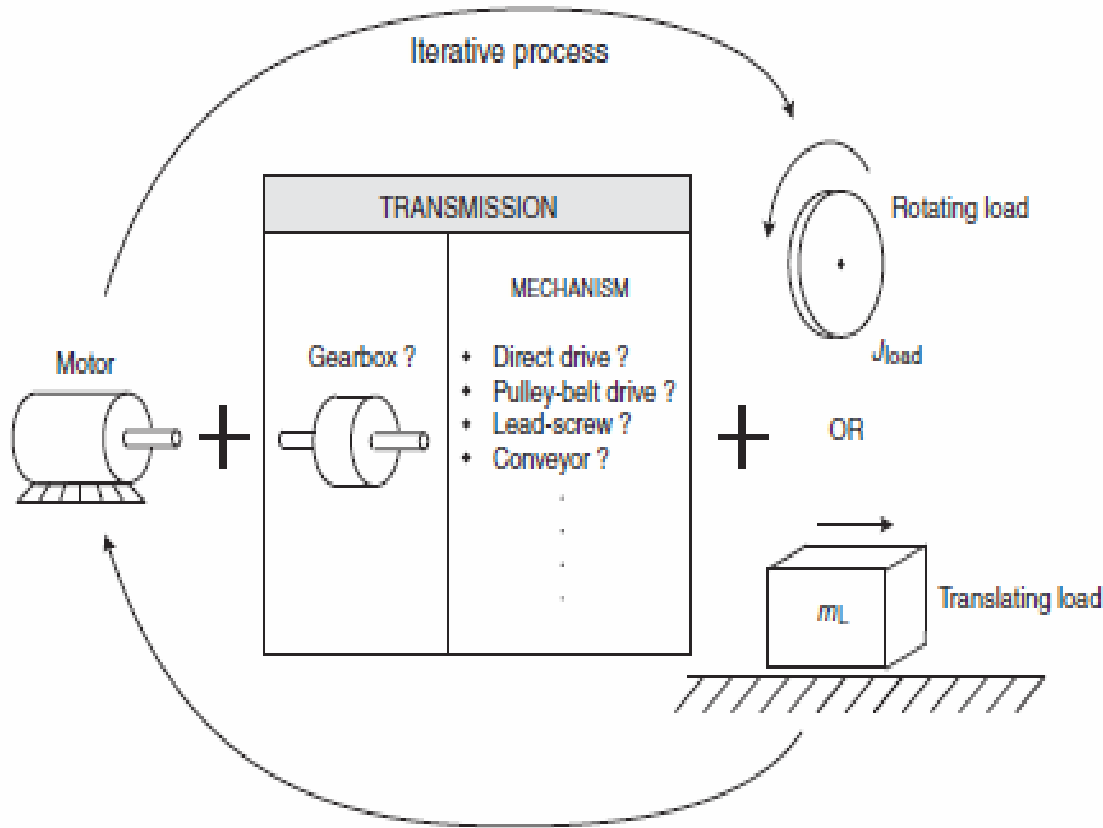 Iterative process
TRANSMISSION
Rotating load
MECHANISM
Jload
Motor
Gearbox ?
• Direct drive ?
• Pulley-belt drive ?
• Lead-screw ?
• Conveyor ?
OR
mL
Translating load